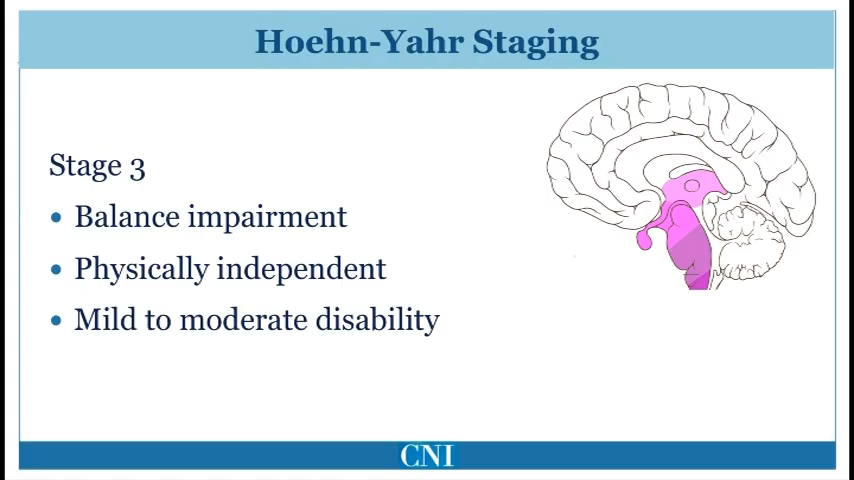 Hoehn-Yahr Staging
Stage 3
• Balance impairment
• Physically independent
• Mild to moderate disability
CNI